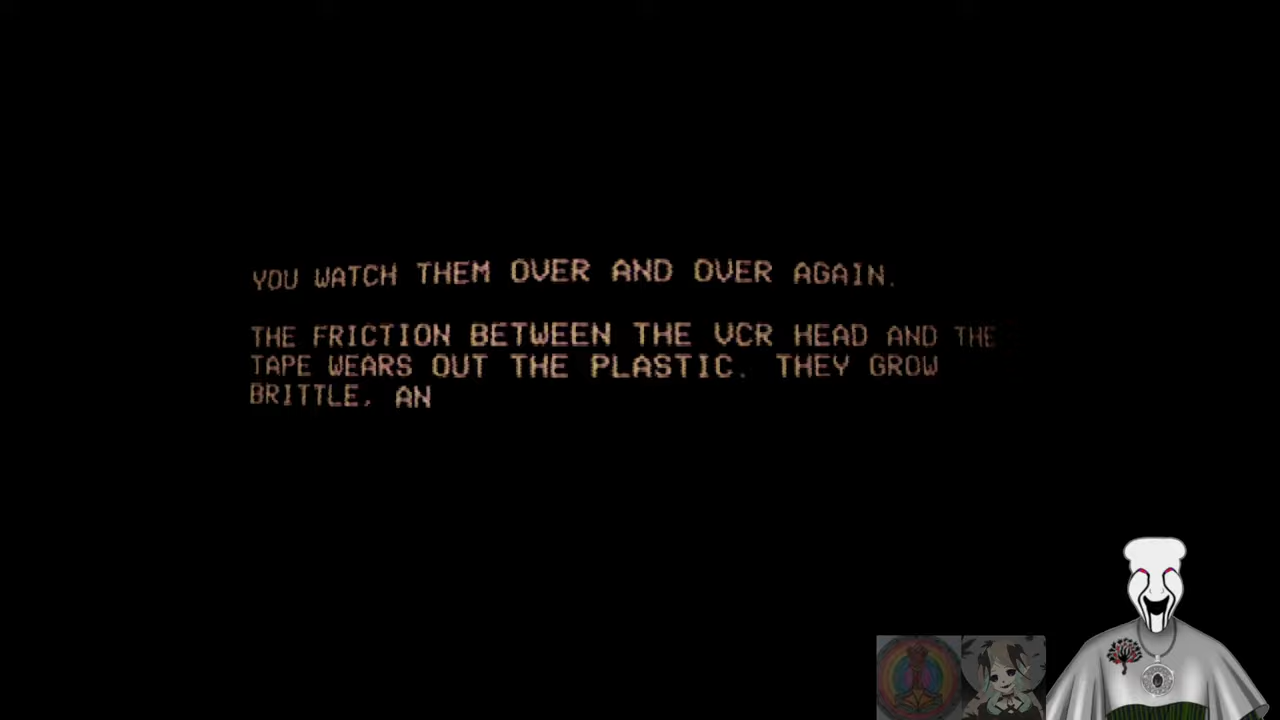 YOU WATCH THEM OVER AND OVER AGAIN.
THE FRICTION BETWEEN THE VCR HEAD AND THE
TAPE WEARS OUT THE PLASTIC. THEY GROW
BRITTLE, AN